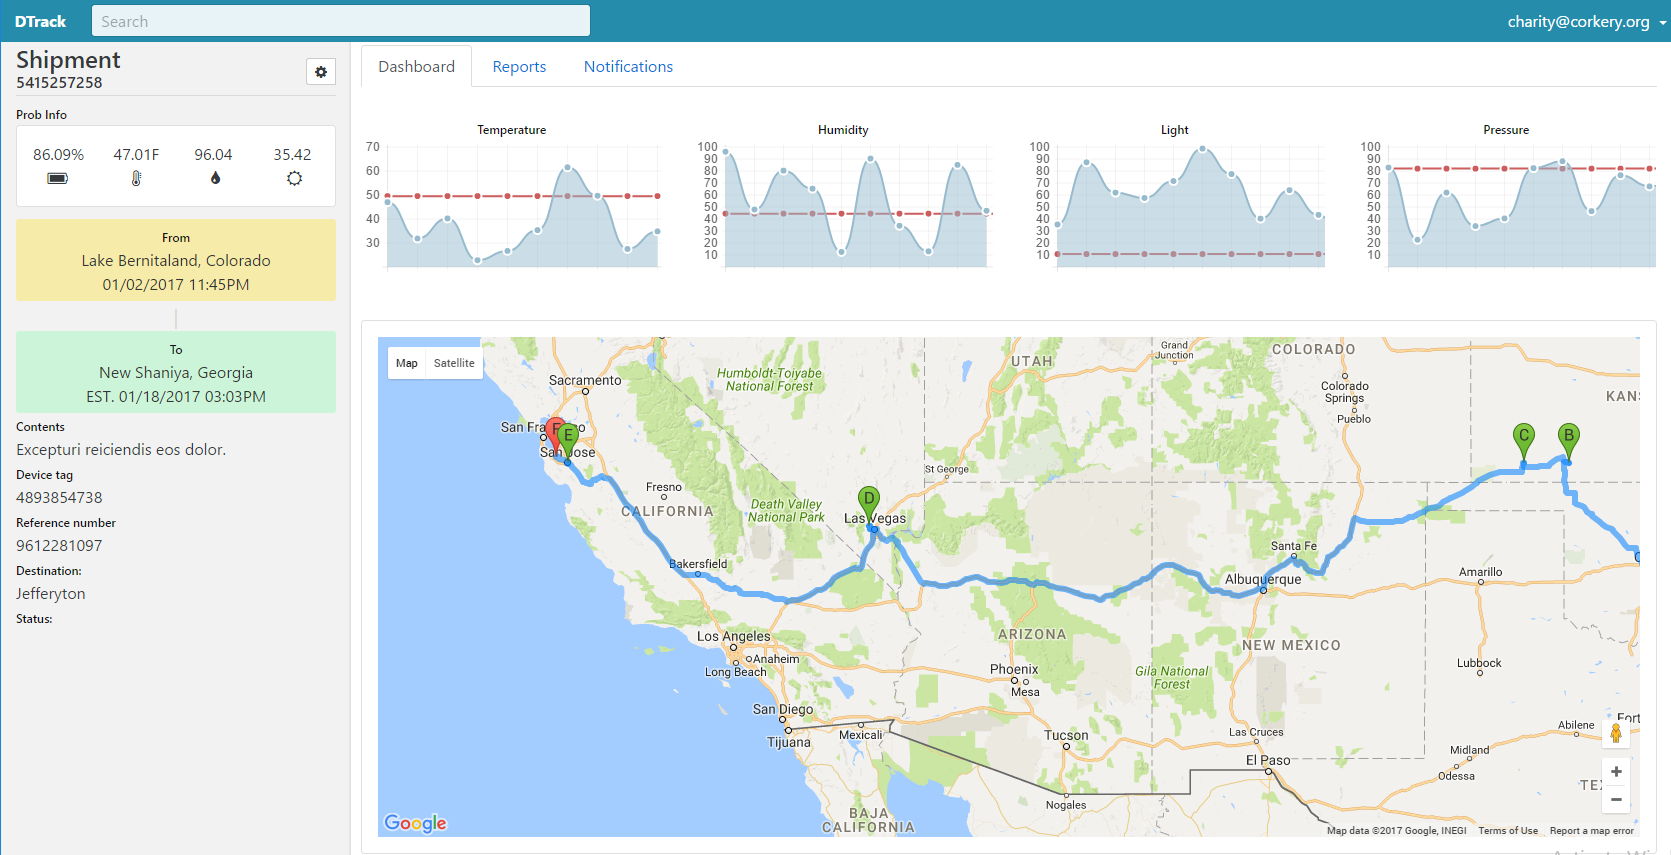 DTrack
Search
charity@corkery.org
Shipment
5415257258
Prob Info
86.09% 47.01F 96.04 35.42
From
Lake Bernitaland, Colorado
01/02/2017 11:45PM
To
New Shaniya, Georgia
EST. 01/18/2017 03:03PM
Contents
Excepturi reiciendis eos dolor.
Device tag
4893854738
Reference number
9612281097
Destination:
Jefferyton
Status:
Dashboard Reports Notifications
Temperature
70
60
50
40
30
Humidity
100
90
80
70
60
50
40
30
20
10
Light
100
90
80
70
60
50
40
30
20
10
Pressure
100
90
80
70
60
50
40
30
20
10
Map Satellite
Sacramento
San Fra
F
E
San Jose
Fresno
CALIFORNIA
Bakersfield
Los Angeles
Anaheim
Long Beach
San Diego
Tijuana
Mexicali
BAJA
CALIFORNIA
Humboldt-Toiyabe
National Forest
Death Valley
National Park
D
Las Vegas
St George
UTAH
Grand
Junction
COLORADO
Colorado
Springs
Pueblo
KAN
C
B
Santa Fe
Albuquerque
Amarillo
ARIZONA
NEW MEXICO
Phoenix
Mesa
Gila National
Forest
Lubbock
Tucson
Las Cruces
El Paso
Nogales
Abilene
Fort
Midland
Odessa
TE
+
−
Google
Map data ©2017 Google, INEGI Terms of Use Report a map error